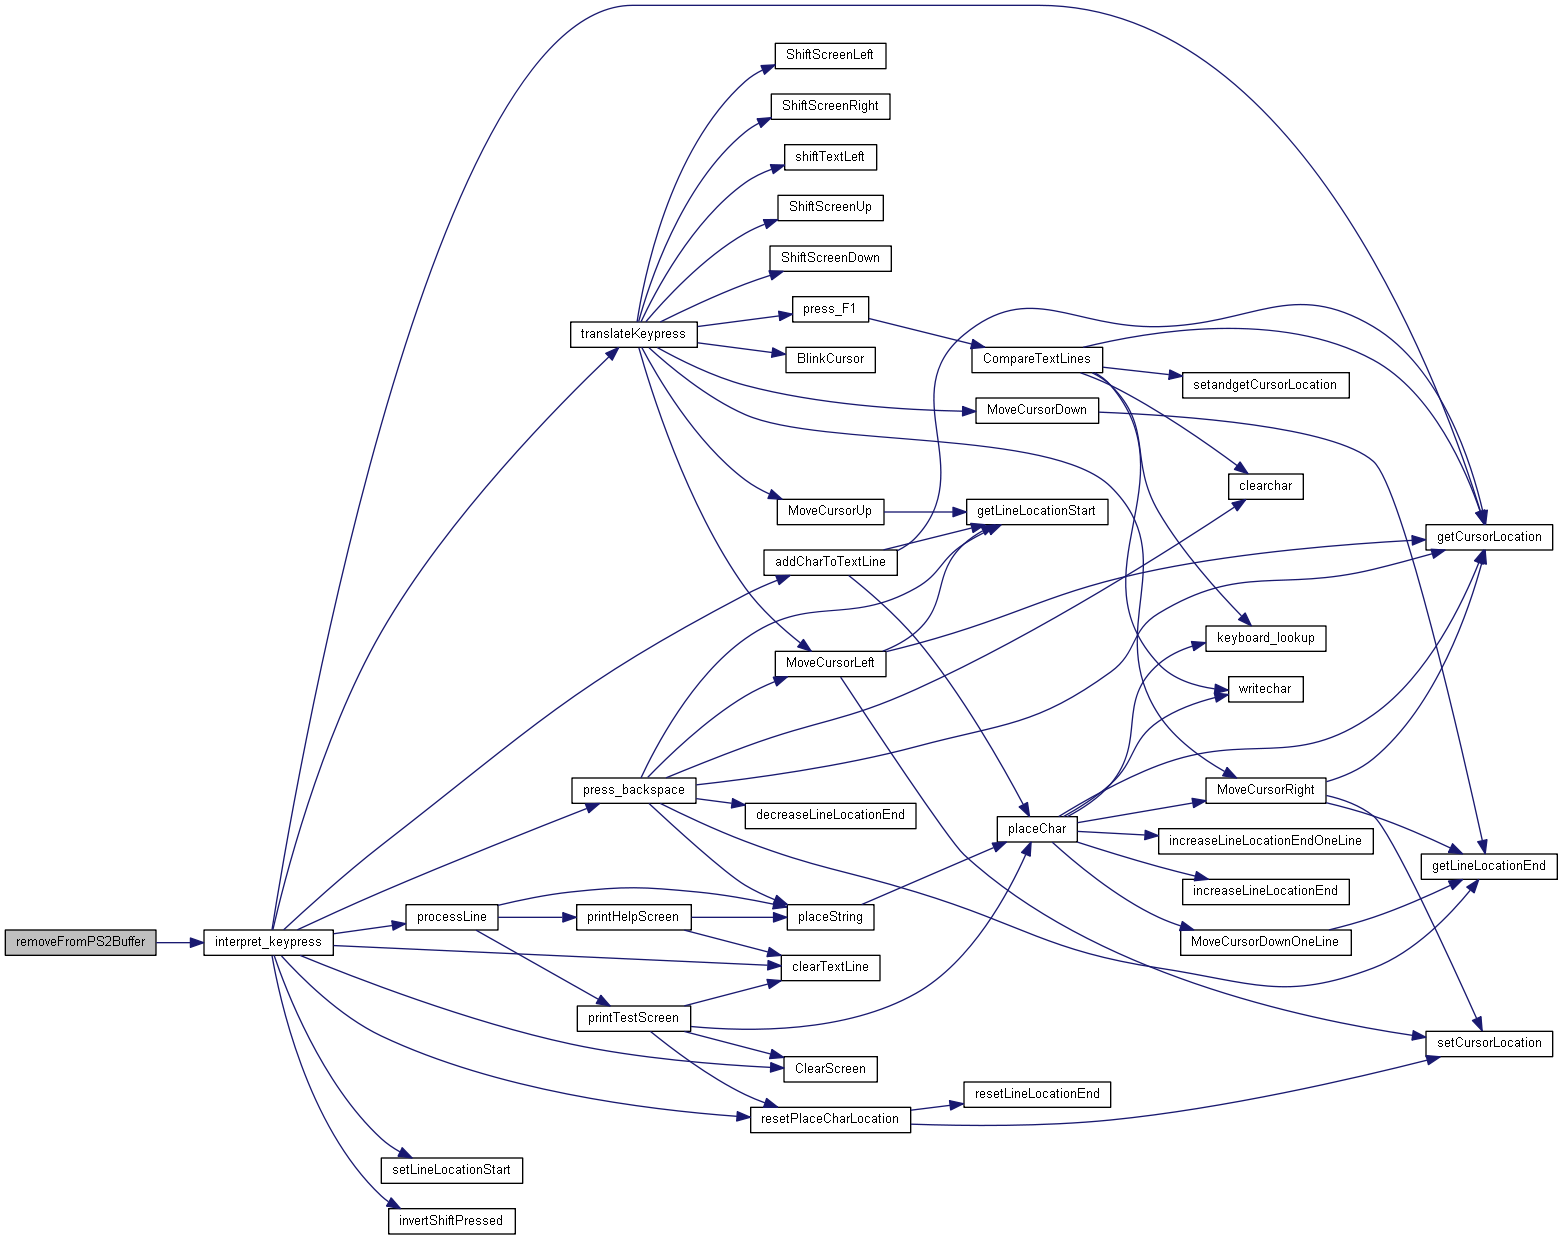 ShiftScreenLeft
ShiftScreenRight
shiftTextLeft
ShiftScreenUp
ShiftScreenDown
press_F1
translateKeypress
BlinkCursor
CompareTextLines
setandgetCursorLocation
MoveCursorDown
clearchar
MoveCursorUp
getLineLocationStart
getCursorLocation
addCharToTextLine
keyboard_lookup
MoveCursorLeft
writechar
press_backspace
MoveCursorRight
decreaseLineLocationEnd
placeChar
increaseLineLocationEndOneLine
getLineLocationEnd
increaseLineLocationEnd
processLine
printHelpScreen
placeString
removeFromPS2Buffer
interpret_keypress
MoveCursorDownOneLine
clearTextLine
printTestScreen
setCursorLocation
ClearScreen
resetLineLocationEnd
resetPlaceCharLocation
setLineLocationStart
invertShiftPressed